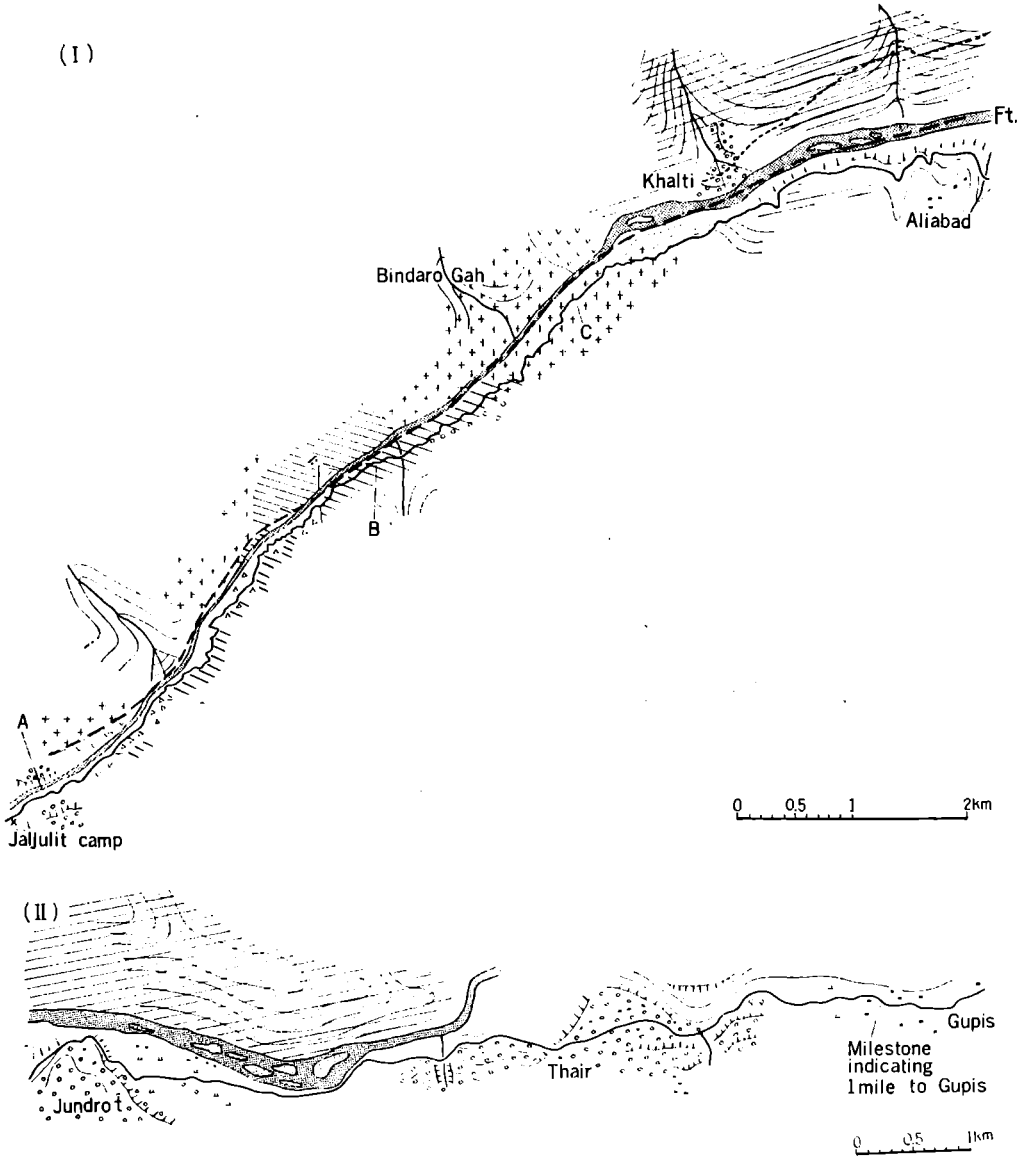 (I)
Ft.
Khalti
Aliabad
Bindaro Gah
C
B
A
Jaljulit camp
0 0.5 1 2km
(II)
Gupis
Milestone
indicating
1mile to Gupis
Thair
Jundrot
0 0.5 1km